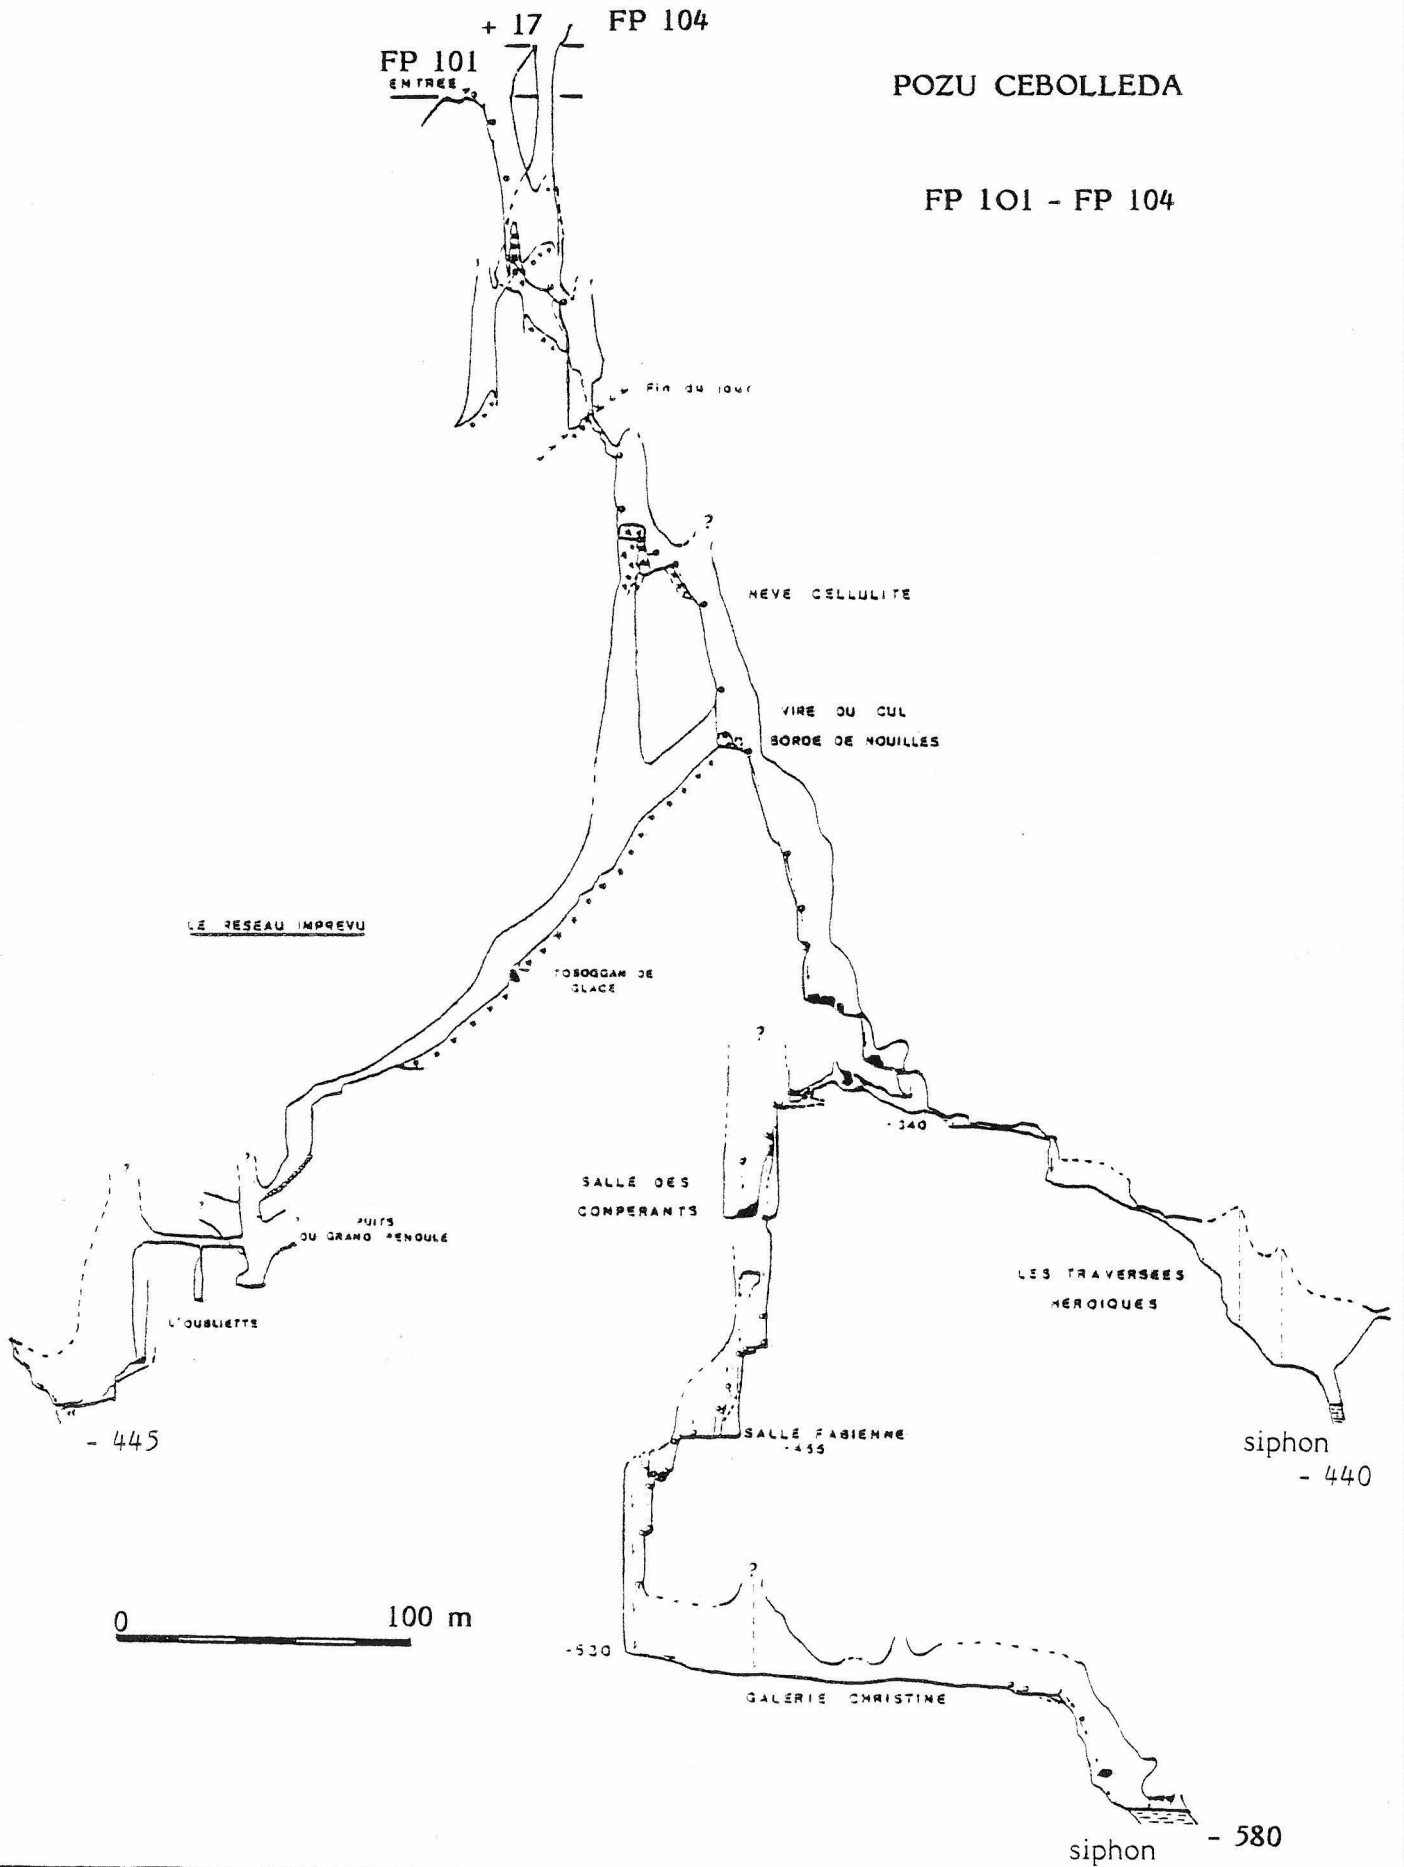 + 17 FP 104
FP 101
ENTREE
POZU CEBOLLEDA
FP 101 - FP 104
Fin du jour
?
NEVE CELLULITE
VIRE DU CUL
BORDE DE NOUILLES
LE RESEAU IMPREVU
TOBOGGAN DE
GLACE
?
- 340
SALLE DES
COMPERANTS
?
?
PUITS
DU GRAND PENDULE
LES TRAVERSEES
HEROIQUES
L'OUBLIETTE
- 445
SALLE FABIENNE
-455
siphon
- 440
?
0 100 m
-530
GALERIE CHRISTINE
siphon - 580